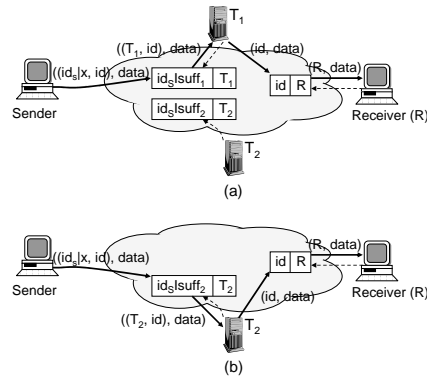 T1
((T1, id), data)
(id, data)
((ids|x, id), data)
(R, data)
idS|suff1 T1
id R
idS|suff2 T2
Sender
Receiver (R)
T2
(a)
((ids|x, id), data)
(R, data)
id R
Sender
idS|suff2 T2
Receiver (R)
(id, data)
((T2, id), data)
T2
(b)